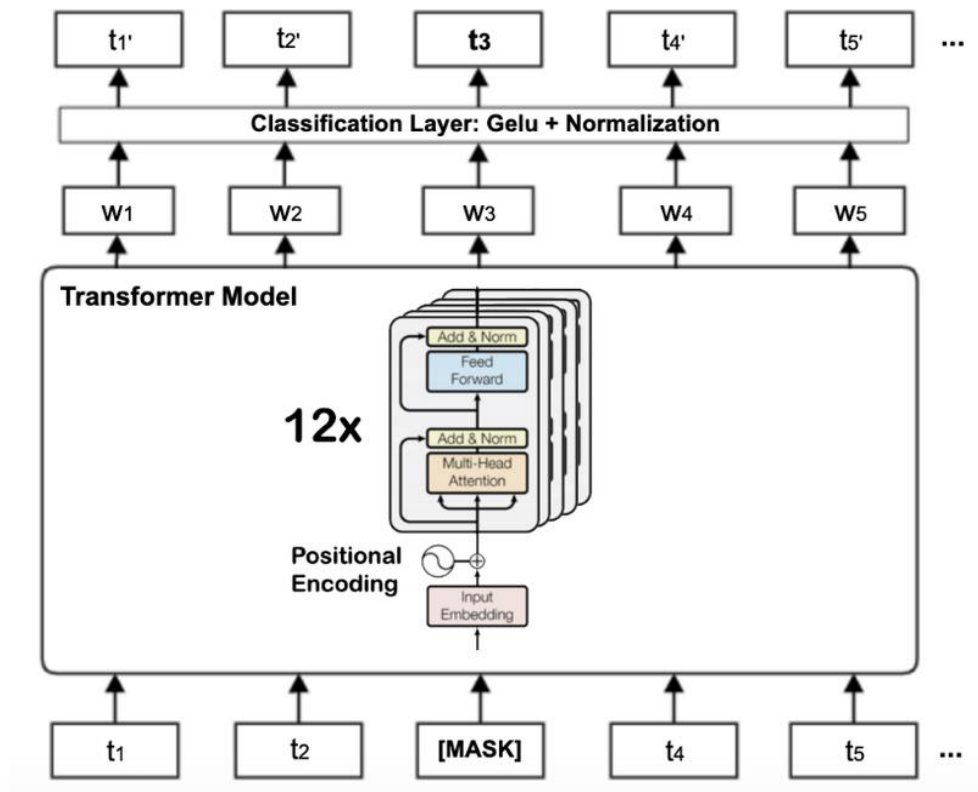 t1' t2' t3 t4' t5' ...
Classification Layer: Gelu + Normalization
w1 w2 w3 w4 w5
Transformer Model
Add & Norm
Feed
Forward
12x
Add & Norm
Multi-Head
Attention
Positional
Encoding
Input
Embedding
t1 t2 [MASK] t4 t5 ...